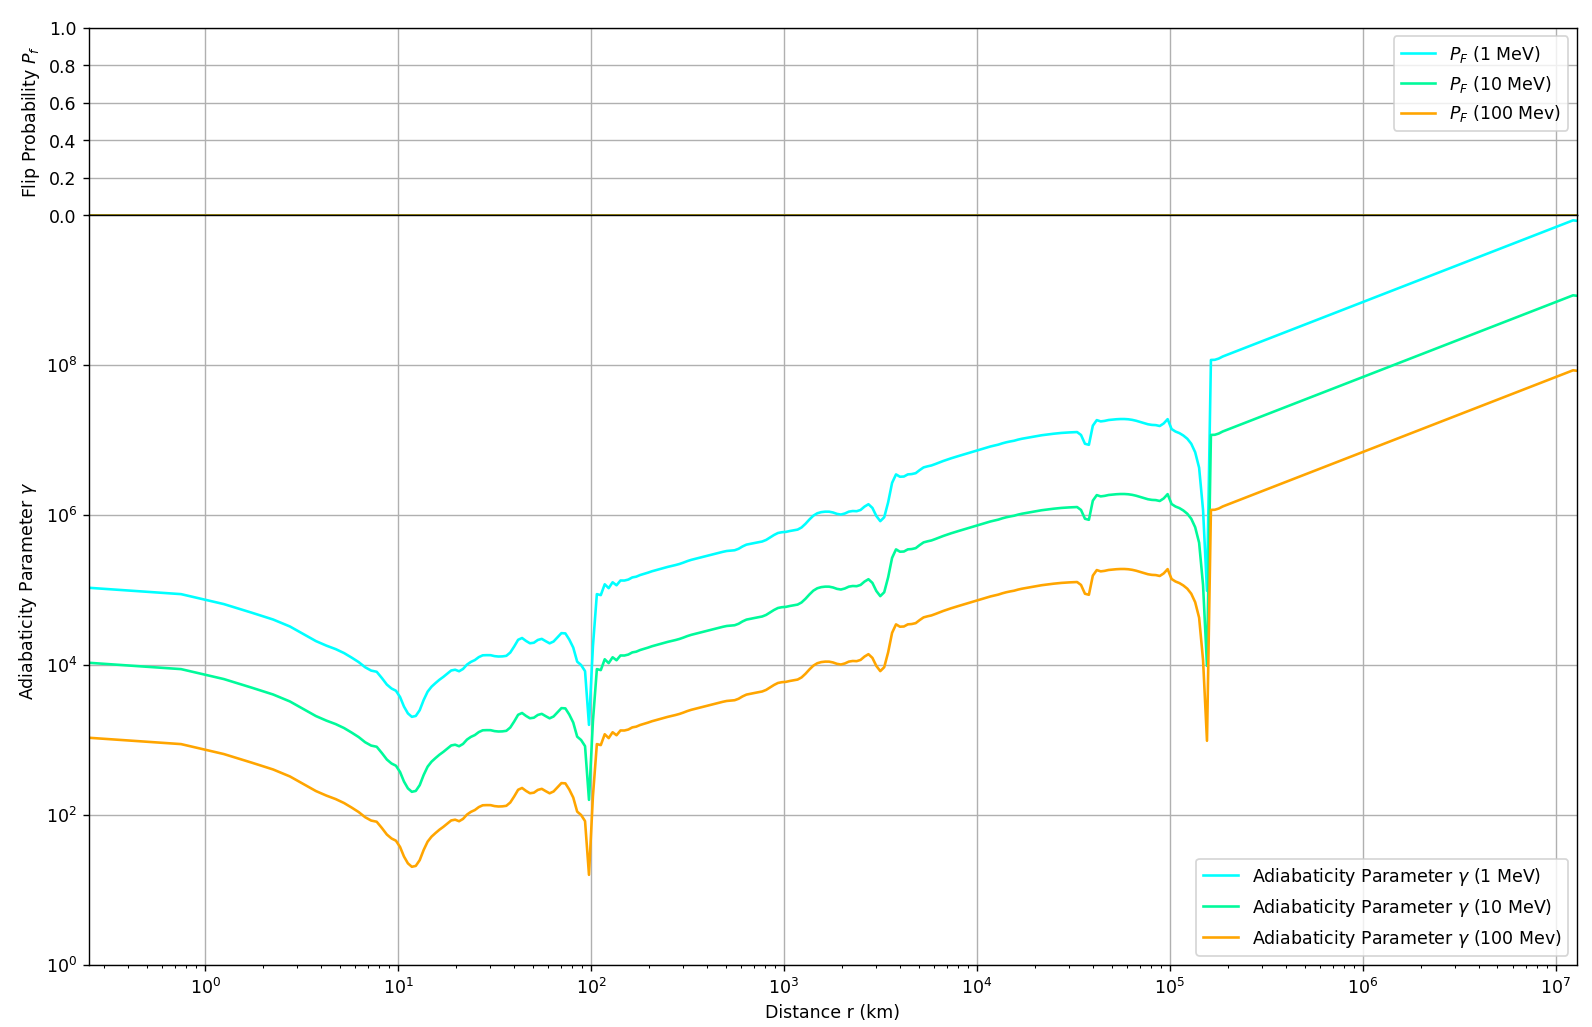 1.0
0.8
0.6
0.4
0.2
0.0
Flip Probability P_f
P_F (1 MeV)
P_F (10 MeV)
P_F (100 Mev)
10^8
10^6
10^4
10^2
10^0
Adiabaticity Parameter γ
Adiabaticity Parameter γ (1 MeV)
Adiabaticity Parameter γ (10 MeV)
Adiabaticity Parameter γ (100 Mev)
10^0 10^1 10^2 10^3 10^4 10^5 10^6 10^7
Distance r (km)